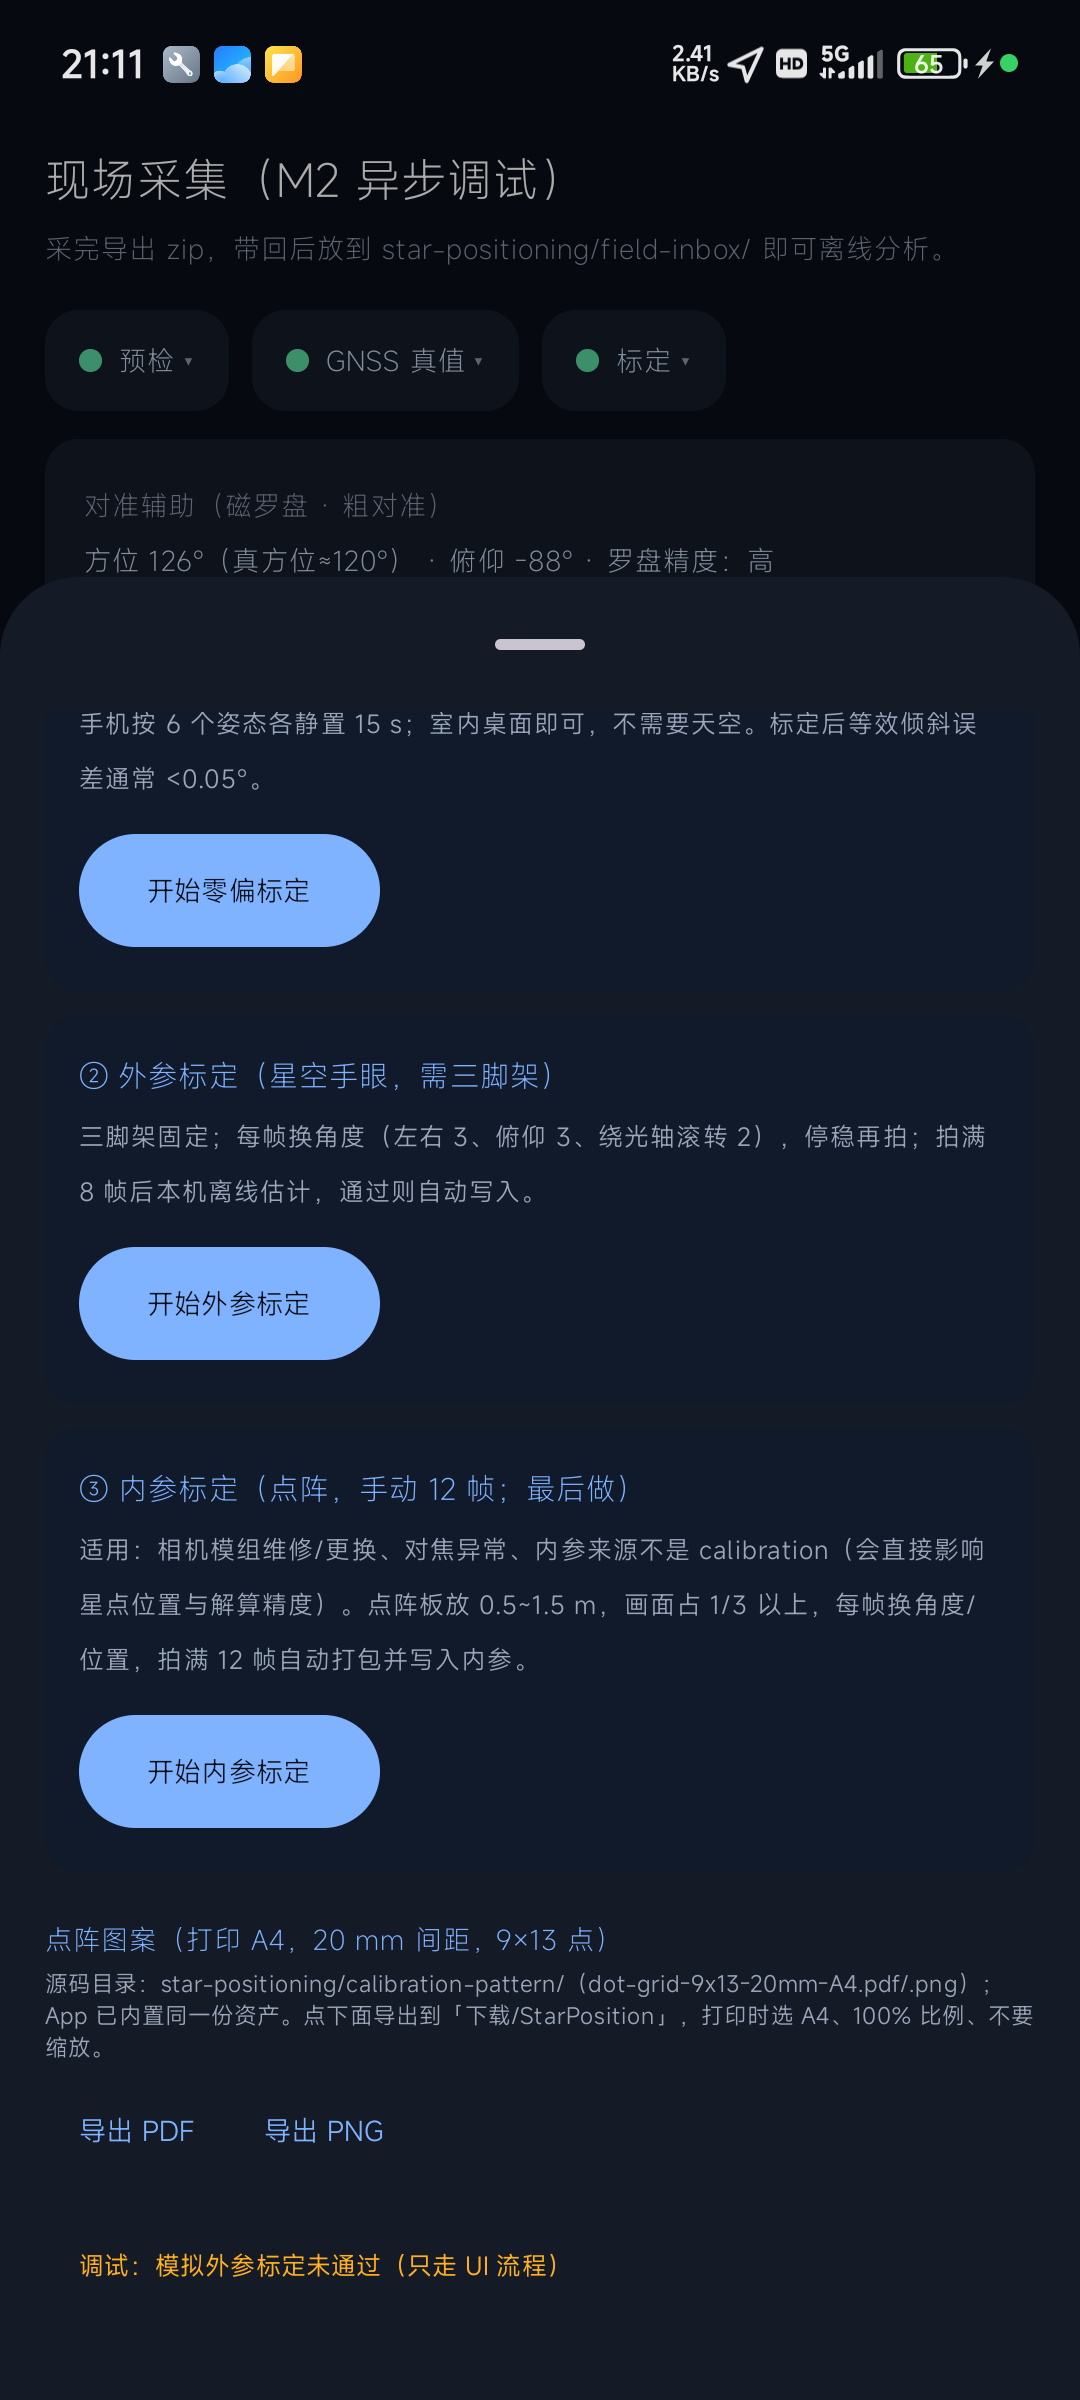 21:11
2.41 KB/s
HD
5G
65
现场采集（M2 异步调试）
采完导出 zip，带回后放到 star-positioning/field-inbox/ 即可离线分析。
预检 ▾
GNSS 真值 ▾
标定 ▾
对准辅助（磁罗盘 · 粗对准）
方位 126°（真方位≈120°） · 俯仰 -88° · 罗盘精度：高
手机按 6 个姿态各静置 15 s；室内桌面即可，不需要天空。标定后等效倾斜误
差通常 <0.05°。
开始零偏标定
② 外参标定（星空手眼，需三脚架）
三脚架固定；每帧换角度（左右 3、俯仰 3、绕光轴滚转 2），停稳再拍；拍满
8 帧后本机离线估计，通过则自动写入。
开始外参标定
③ 内参标定（点阵，手动 12 帧；最后做）
适用：相机模组维修/更换、对焦异常、内参来源不是 calibration（会直接影响
星点位置与解算精度）。点阵板放 0.5~1.5 m，画面占 1/3 以上，每帧换角度/
位置，拍满 12 帧自动打包并写入内参。
开始内参标定
点阵图案（打印 A4，20 mm 间距，9×13 点）
源码目录：star-positioning/calibration-pattern/（dot-grid-9x13-20mm-A4.pdf/.png）；
App 已内置同一份资产。点下面导出到「下载/StarPosition」，打印时选 A4、100% 比例、不要
缩放。
导出 PDF
导出 PNG
调试：模拟外参标定未通过（只走 UI 流程）